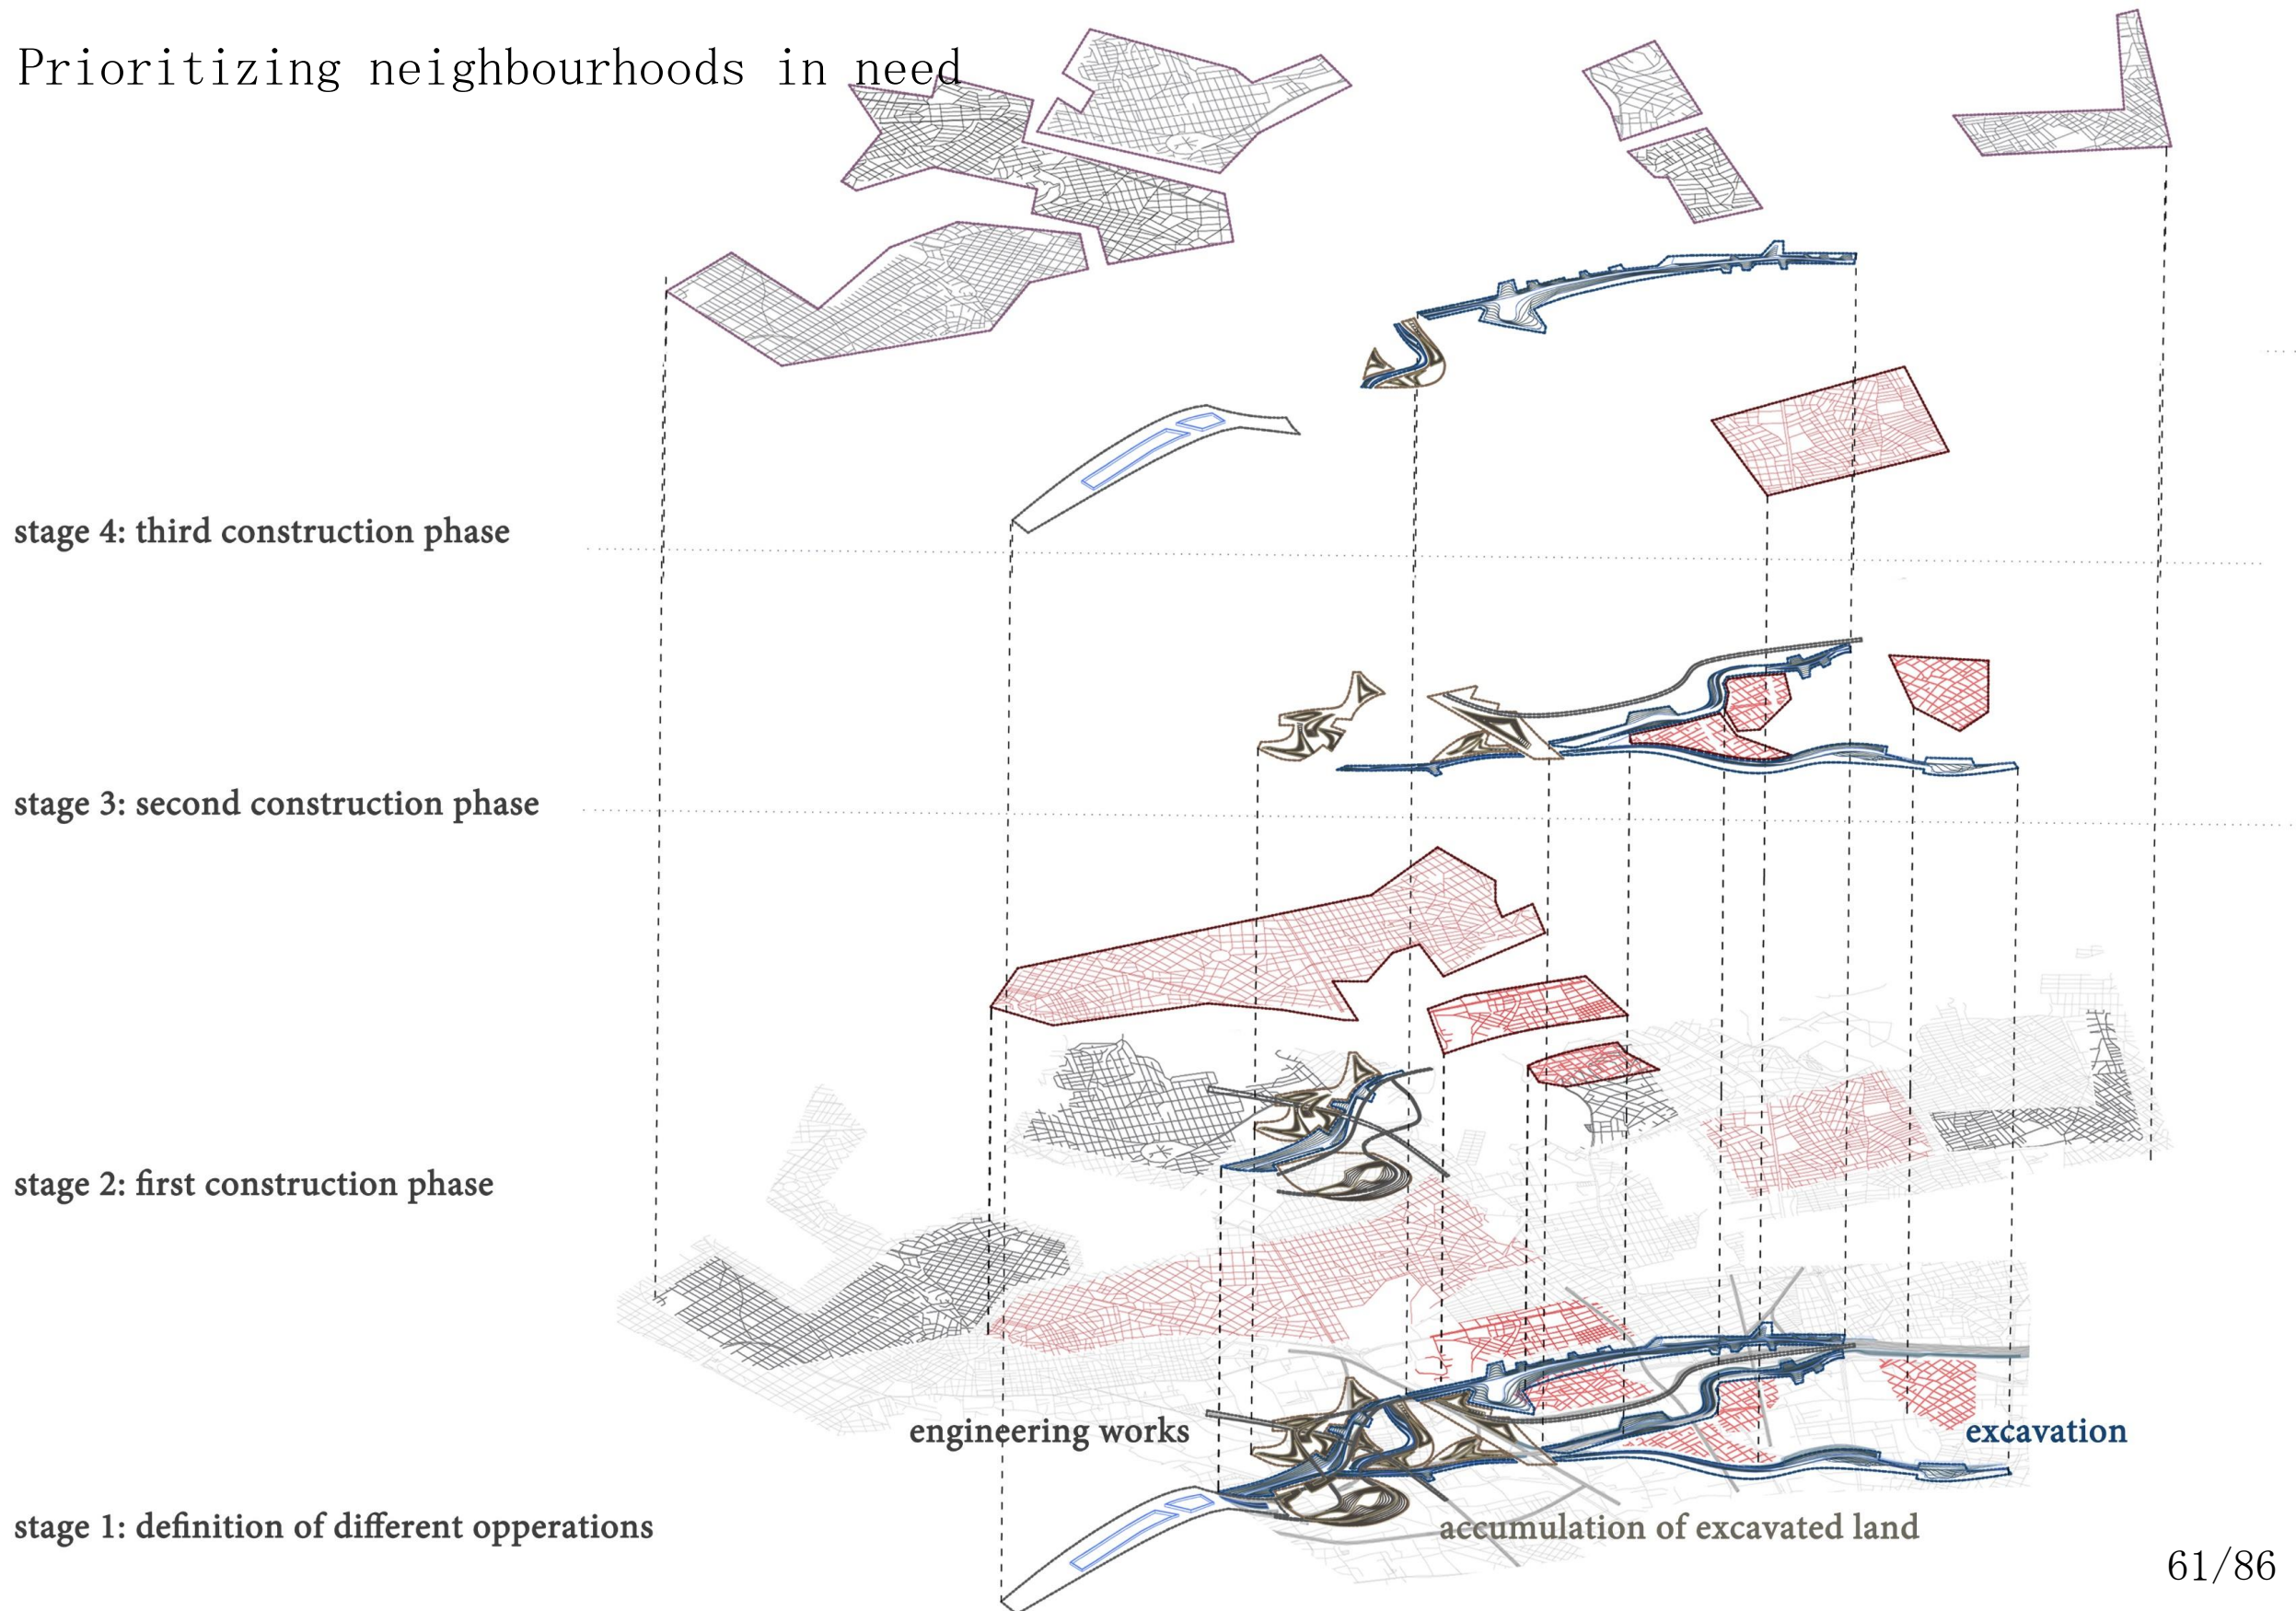 Prioritizing neighbourhoods in need
stage 4: third construction phase
stage 3: second construction phase
stage 2: first construction phase
engineering works
excavation
stage 1: definition of different opperations
accumulation of excavated land
61/86